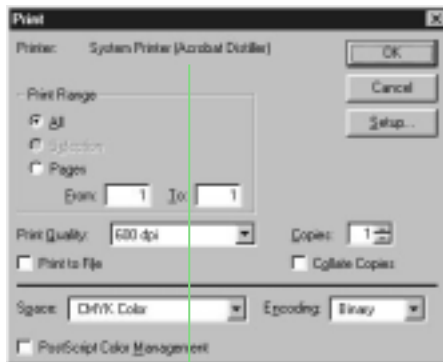 Print
Printer: System Printer (Acrobat Distiller)
OK
Cancel
Setup...
Print Range
All
Selection
Pages
From: 1 To: 1
Print Quality: 600 dpi
Copies: 1
Print to File
Collate Copies
Space: CMYK Color
Encoding: Binary
PostScript Color Management